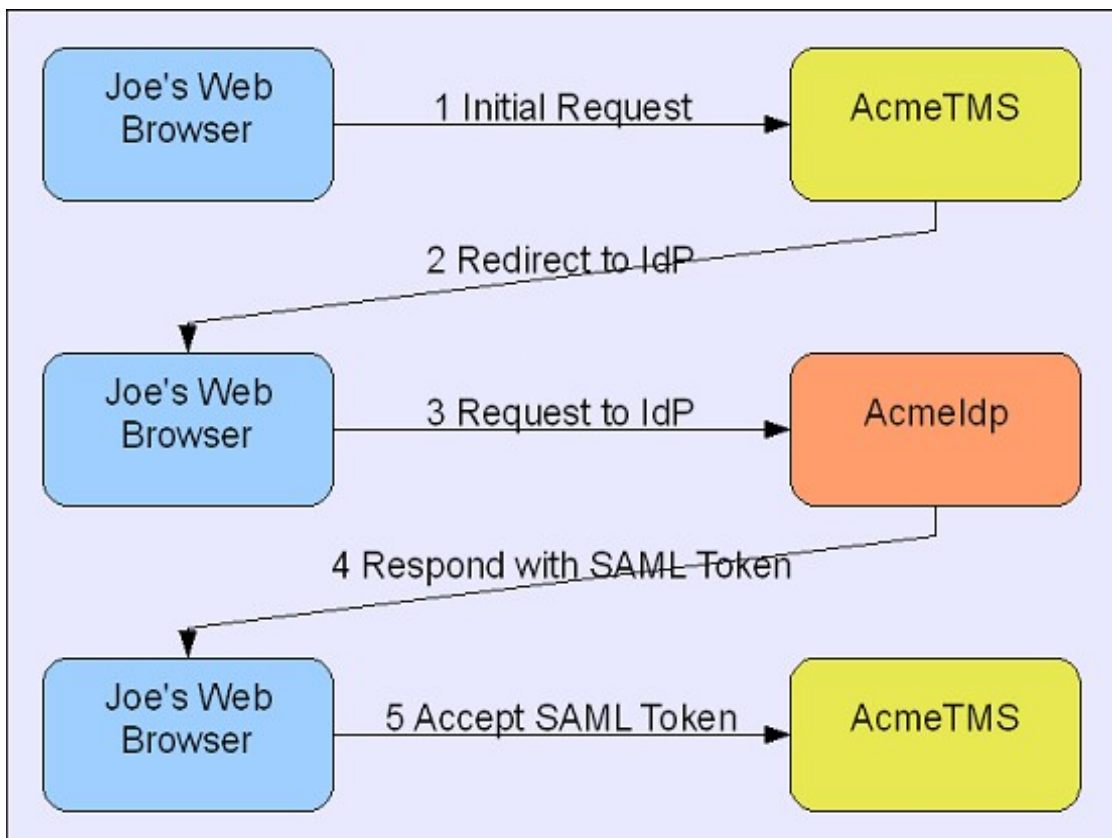 Joe's Web
Browser
1 Initial Request
AcmeTMS
2 Redirect to IdP
Joe's Web
Browser
3 Request to IdP
AcmeIdp
4 Respond with SAML Token
Joe's Web
Browser
5 Accept SAML Token
AcmeTMS